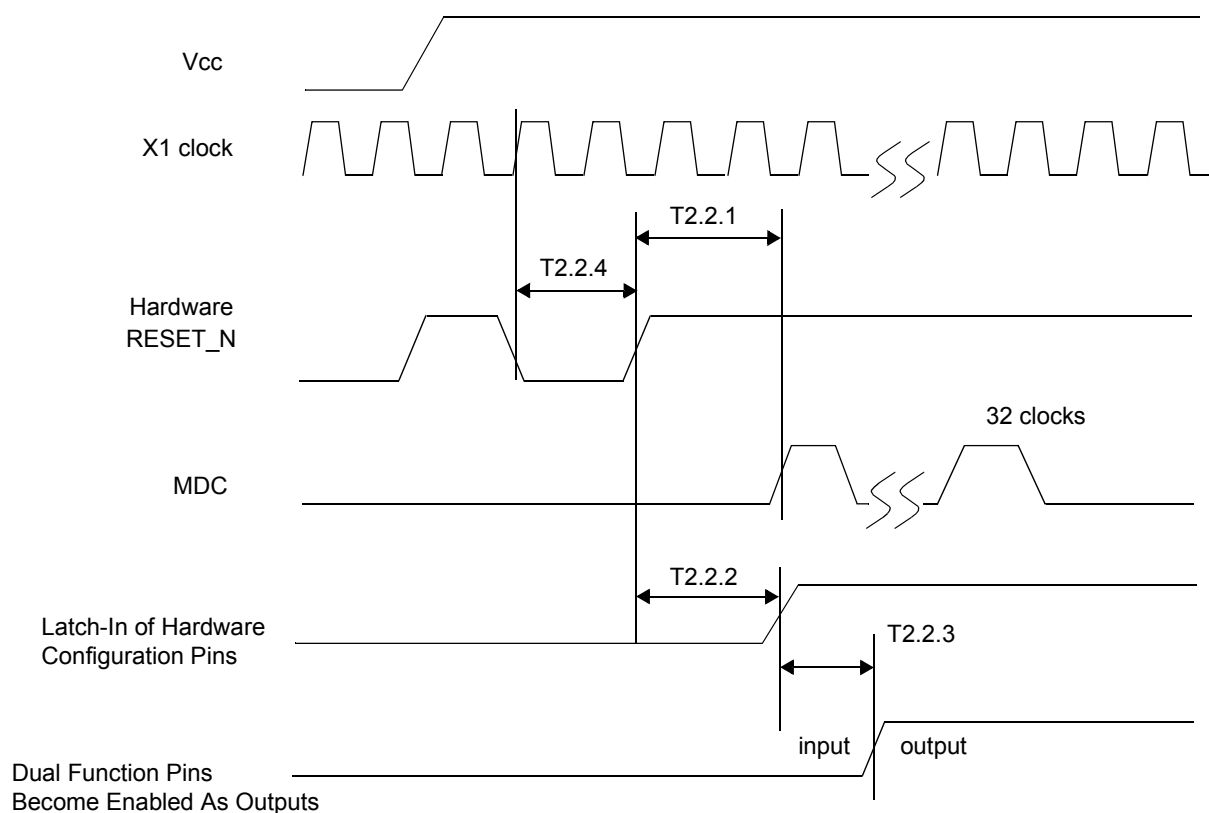 Vcc
X1 clock
T2.2.1
T2.2.4
Hardware
RESET_N
32 clocks
MDC
T2.2.2
Latch-In of Hardware
Configuration Pins
T2.2.3
input
output
Dual Function Pins
Become Enabled As Outputs